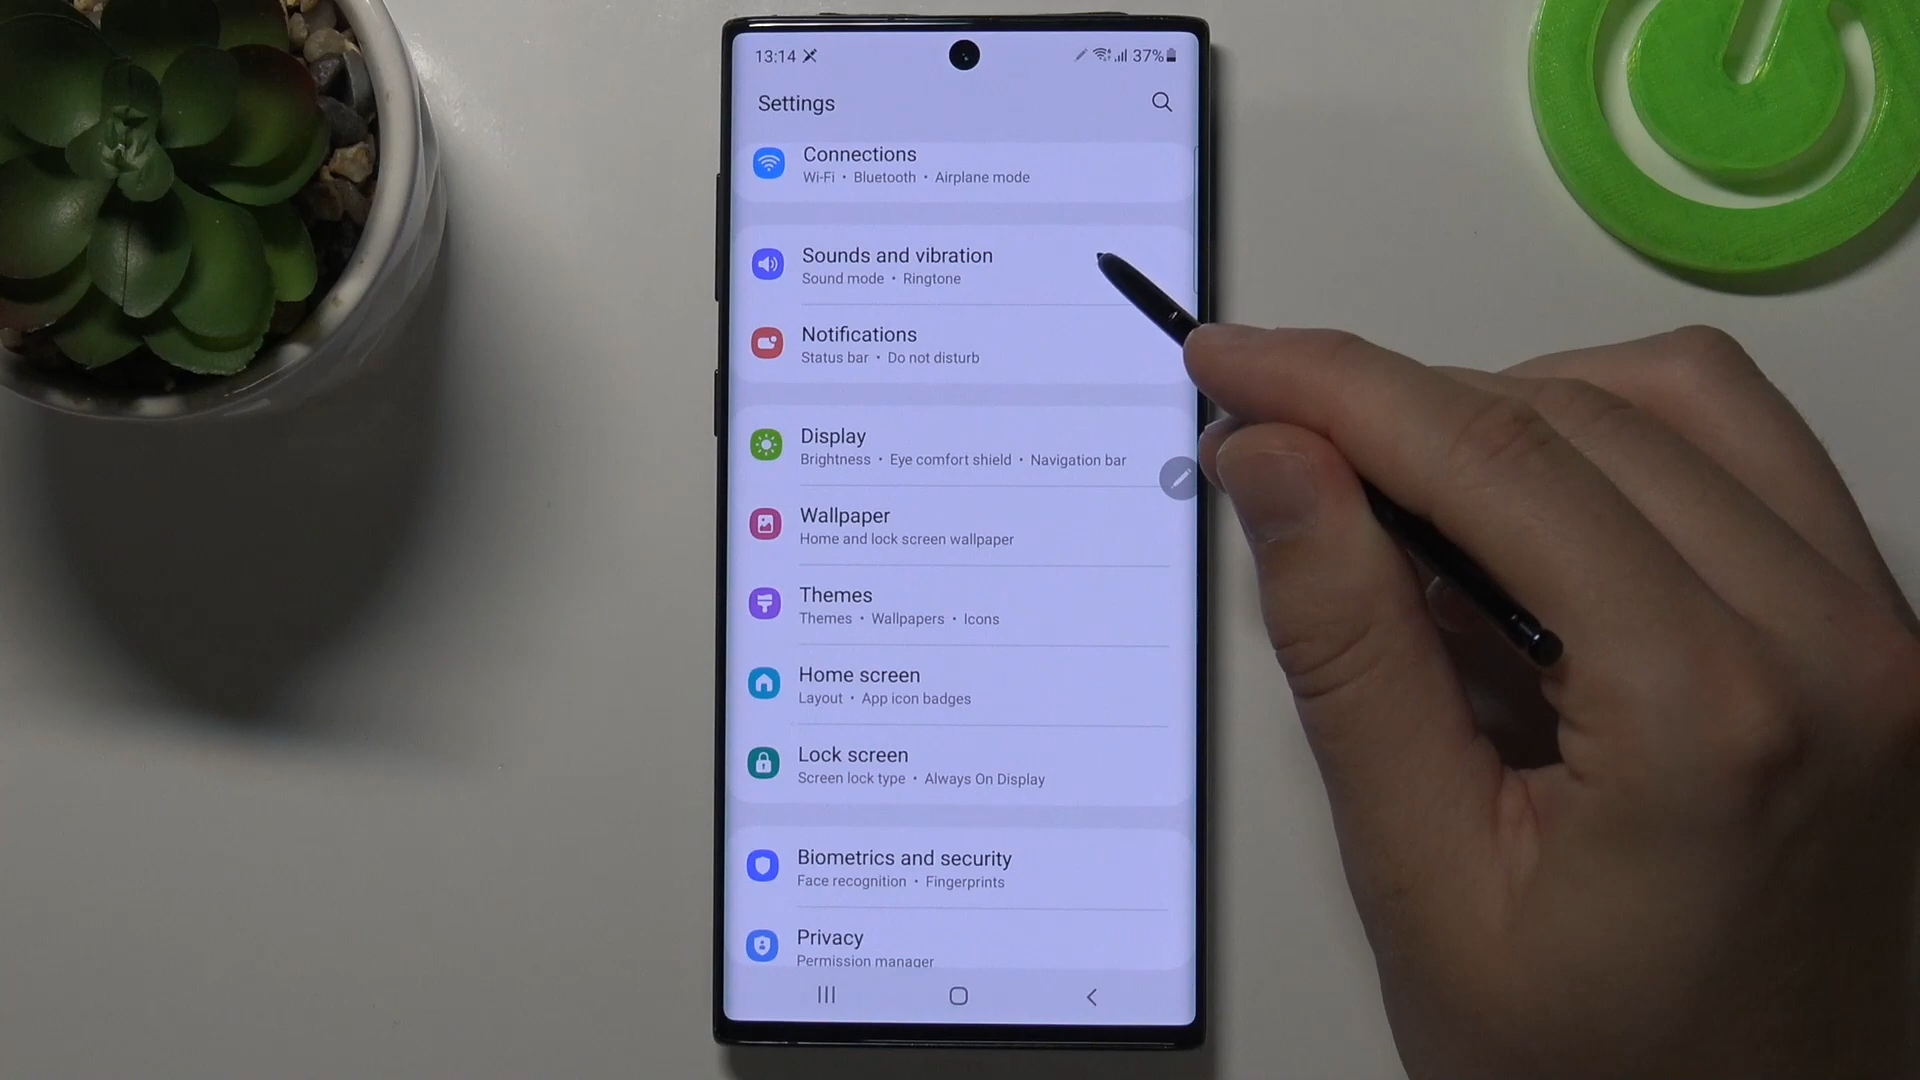 13:14
37%
Settings
Connections
Wi-Fi • Bluetooth • Airplane mode
Sounds and vibration
Sound mode • Ringtone
Notifications
Status bar • Do not disturb
Display
Brightness • Eye comfort shield • Navigation bar
Wallpaper
Home and lock screen wallpaper
Themes
Themes • Wallpapers • Icons
Home screen
Layout • App icon badges
Lock screen
Screen lock type • Always On Display
Biometrics and security
Face recognition • Fingerprints
Privacy
Permission manager